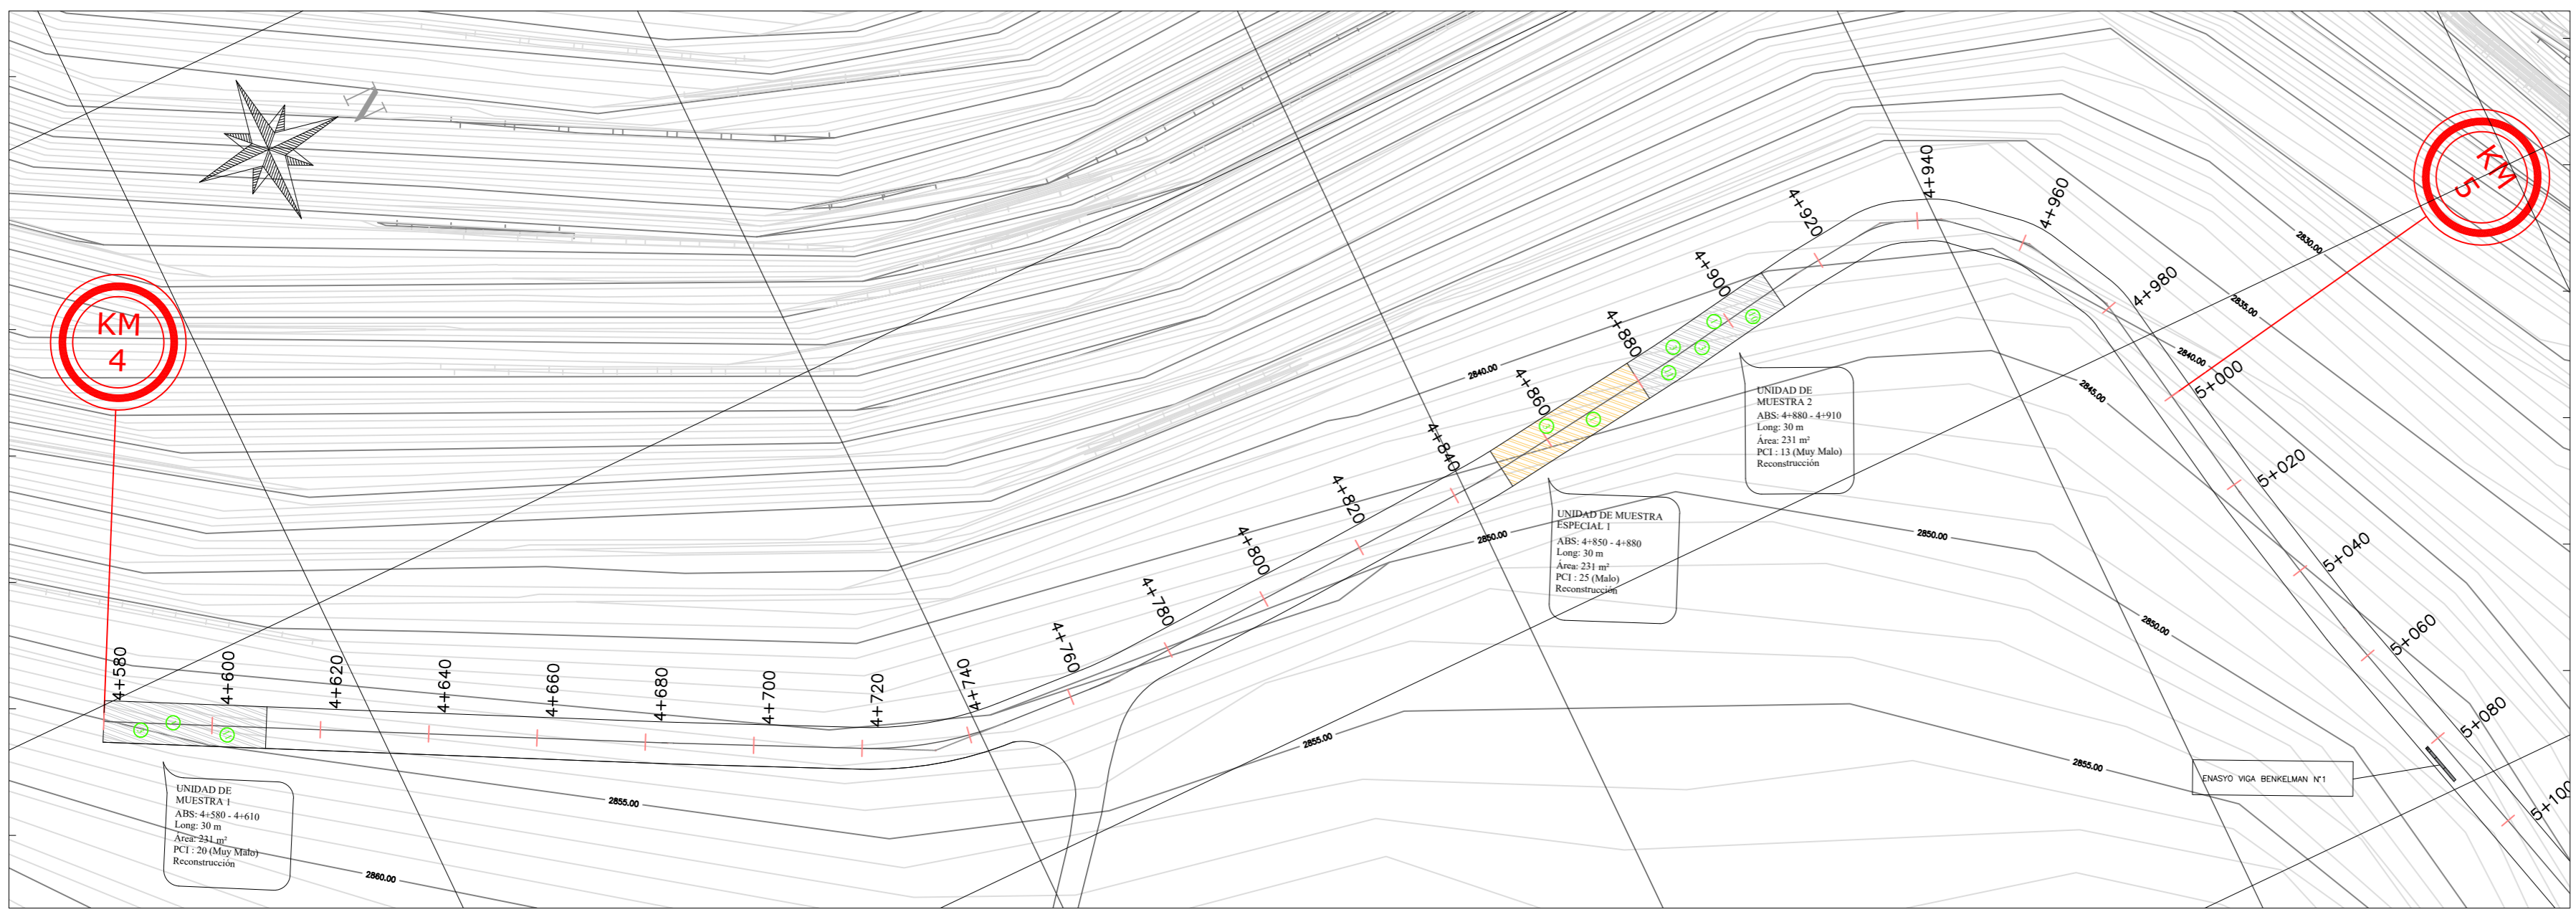 N
KM
4
KM
5
4+580
4+600
4+620
4+640
4+660
4+680
4+700
4+720
4+740
4+760
4+780
4+800
4+820
4+840
4+860
4+880
4+900
4+920
4+940
4+960
4+980
5+000
5+020
5+040
5+060
5+080
5+100
2830.00
2835.00
2840.00
2840.00
2845.00
2850.00
2850.00
2850.00
2855.00
2855.00
2855.00
2860.00
UNIDAD DE
MUESTRA 1
ABS: 4+580 - 4+610
Long: 30 m
Área: 231 m²
PCI : 20 (Muy Malo)
Reconstrucción
UNIDAD DE MUESTRA
ESPECIAL 1
ABS: 4+850 - 4+880
Long: 30 m
Área: 231 m²
PCI : 25 (Malo)
Reconstrucción
UNIDAD DE
MUESTRA 2
ABS: 4+880 - 4+910
Long: 30 m
Área: 231 m²
PCI : 13 (Muy Malo)
Reconstrucción
ENASYO VIGA BENKELMAN N°1